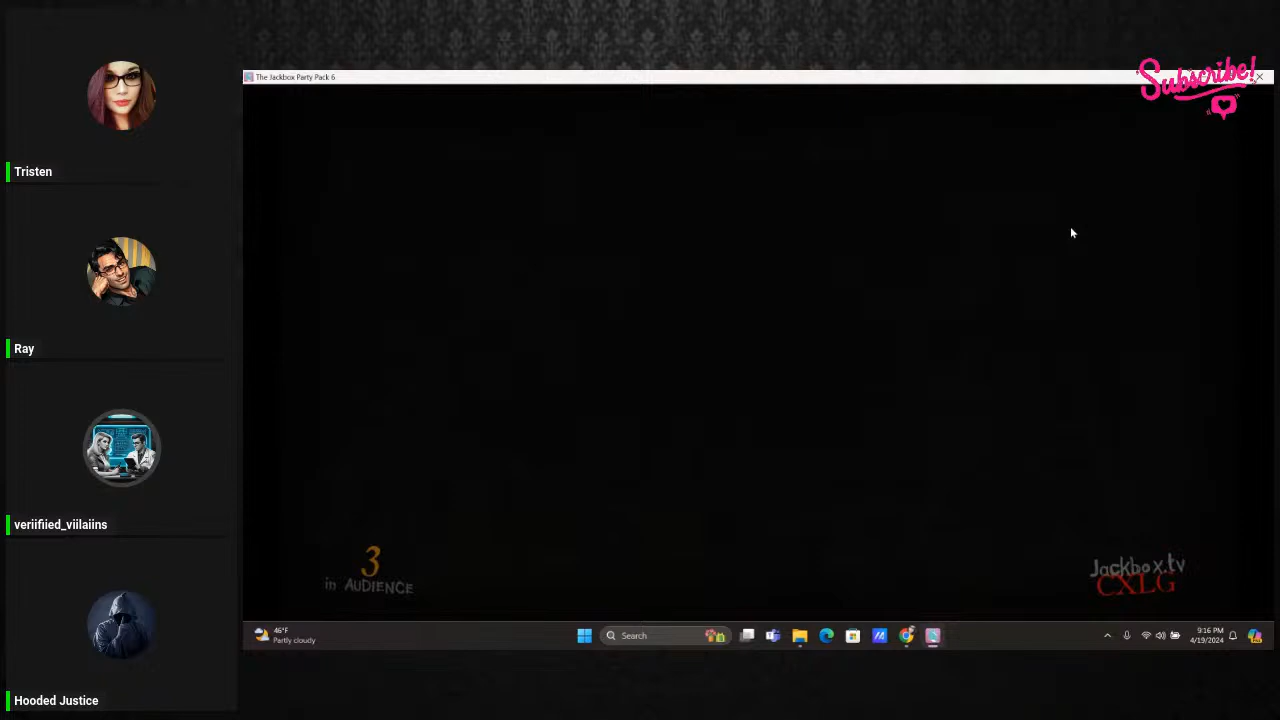 The Jackbox Party Pack 6
Subscribe!
Tristen
Ray
veriifiied_viilaiins
Hooded Justice
3
in AUDIENCE
Jackbox.tv
CXLG
46°F
Partly cloudy
Search
9:16 PM
4/19/2024